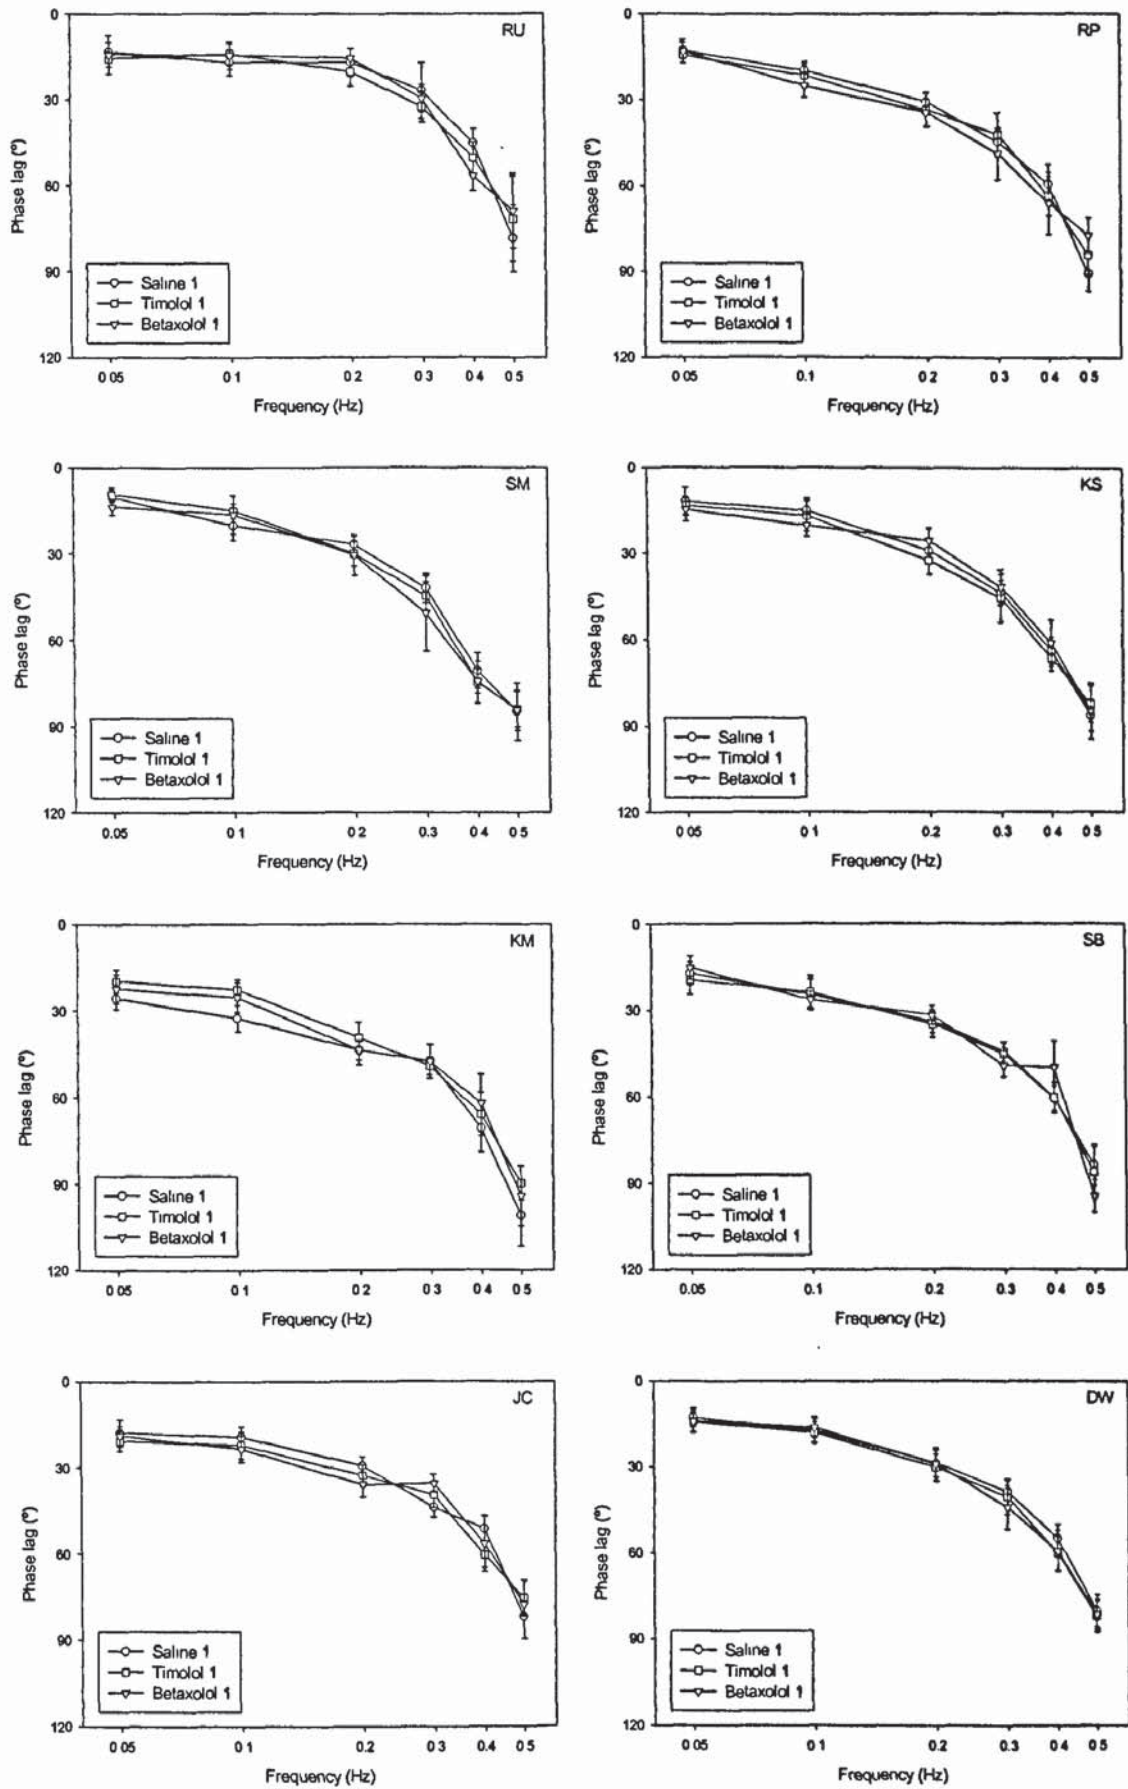 RU
0
30
60
90
120
Phase lag (º)
Saline 1
Timolol 1
Betaxolol 1
0 05 0 1 0 2 0 3 0 4 0 5
Frequency (Hz)
RP
0
30
60
90
120
Phase lag (º)
Saline 1
Timolol 1
Betaxolol 1
0 05 0 1 0 2 0 3 0 4 0 5
Frequency (Hz)
SM
0
30
60
90
120
Phase lag (º)
Saline 1
Timolol 1
Betaxolol 1
0.05 0.1 0.2 0.3 0.4 0.5
Frequency (Hz)
KS
0
30
60
90
120
Phase lag (º)
Saline 1
Timolol 1
Betaxolol 1
0 05 0 1 0 2 0 3 0 4 0.5
Frequency (Hz)
KM
0
30
60
90
120
Phase lag (º)
Saline 1
Timolol 1
Betaxolol 1
0 05 0 1 0.2 0 3 0 4 0 5
Frequency (Hz)
SB
0
30
60
90
120
Phase lag (º)
Saline 1
Timolol 1
Betaxolol 1
0.05 0.1 0.2 0.3 0.4 0.5
Frequency (Hz)
JC
0
30
60
90
120
Phase lag (º)
Saline 1
Timolol 1
Betaxolol 1
0 05 0.1 0.2 0.3 0.4 0.5
Frequency (Hz)
DW
0
30
60
90
120
Phase lag (º)
Saline 1
Timolol 1
Betaxolol 1
0 05 0.1 0.2 0.3 0.4 0.5
Frequency (Hz)